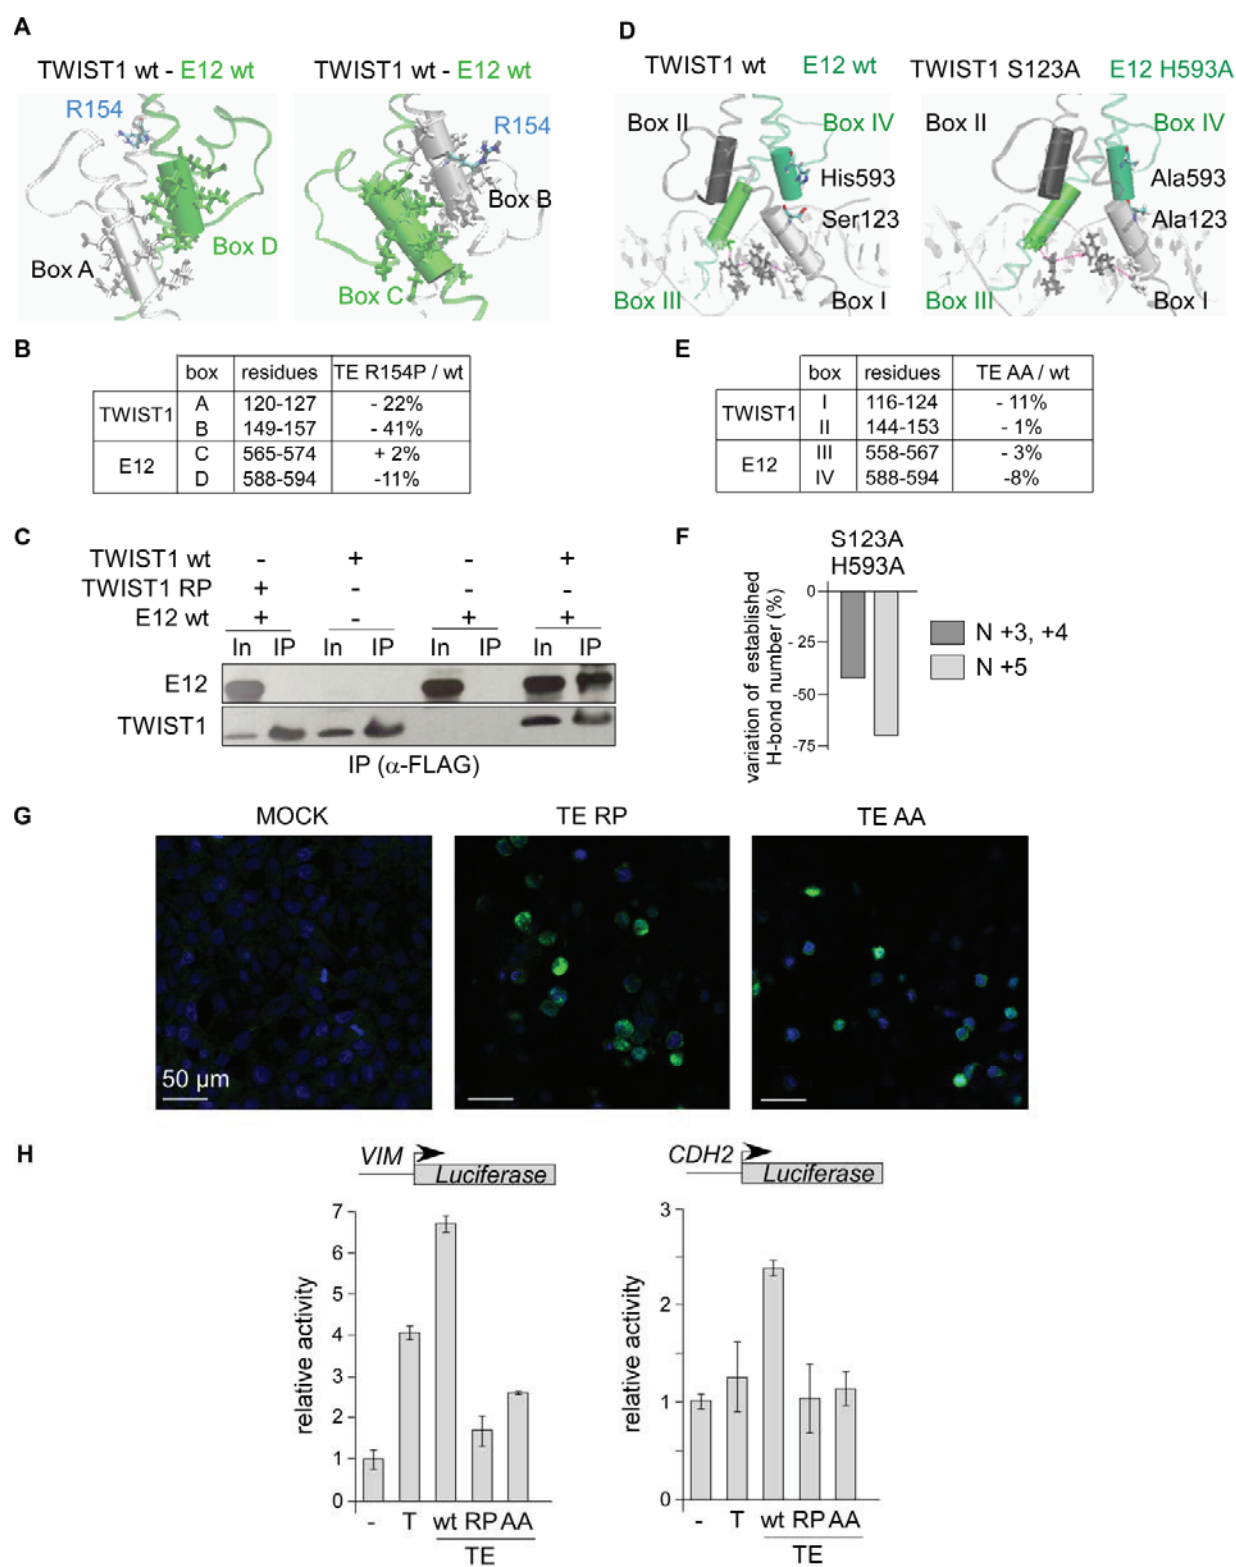 A
TWIST1 wt - E12 wt
TWIST1 wt - E12 wt
R154
Box A
Box D
R154
Box B
Box C
B
box residues TE R154P / wt
TWIST1
A 120-127 - 22%
B 149-157 - 41%
E12
C 565-574 + 2%
D 588-594 -11%
C
TWIST1 wt - + - +
TWIST1 RP + - - -
E12 wt + - + +
In IP In IP In IP In IP
E12
TWIST1
IP (α-FLAG)
D
TWIST1 wt E12 wt
TWIST1 S123A E12 H593A
Box II
Box IV
His593
Ser123
Box III
Box I
Box II
Box IV
Ala593
Ala123
Box III
Box I
E
box residues TE AA / wt
TWIST1
I 116-124 - 11%
II 144-153 - 1%
E12
III 558-567 - 3%
IV 588-594 -8%
F
S123A
H593A
variation of established
H-bond number (%)
0
- 25
-50
-75
N +3, +4
N +5
G
MOCK
TE RP
TE AA
50 µm
H
VIM
Luciferase
relative activity
7
6
5
4
3
2
1
0
- T wt RP AA
TE
CDH2
Luciferase
relative activity
3
2
1
0
- T wt RP AA
TE